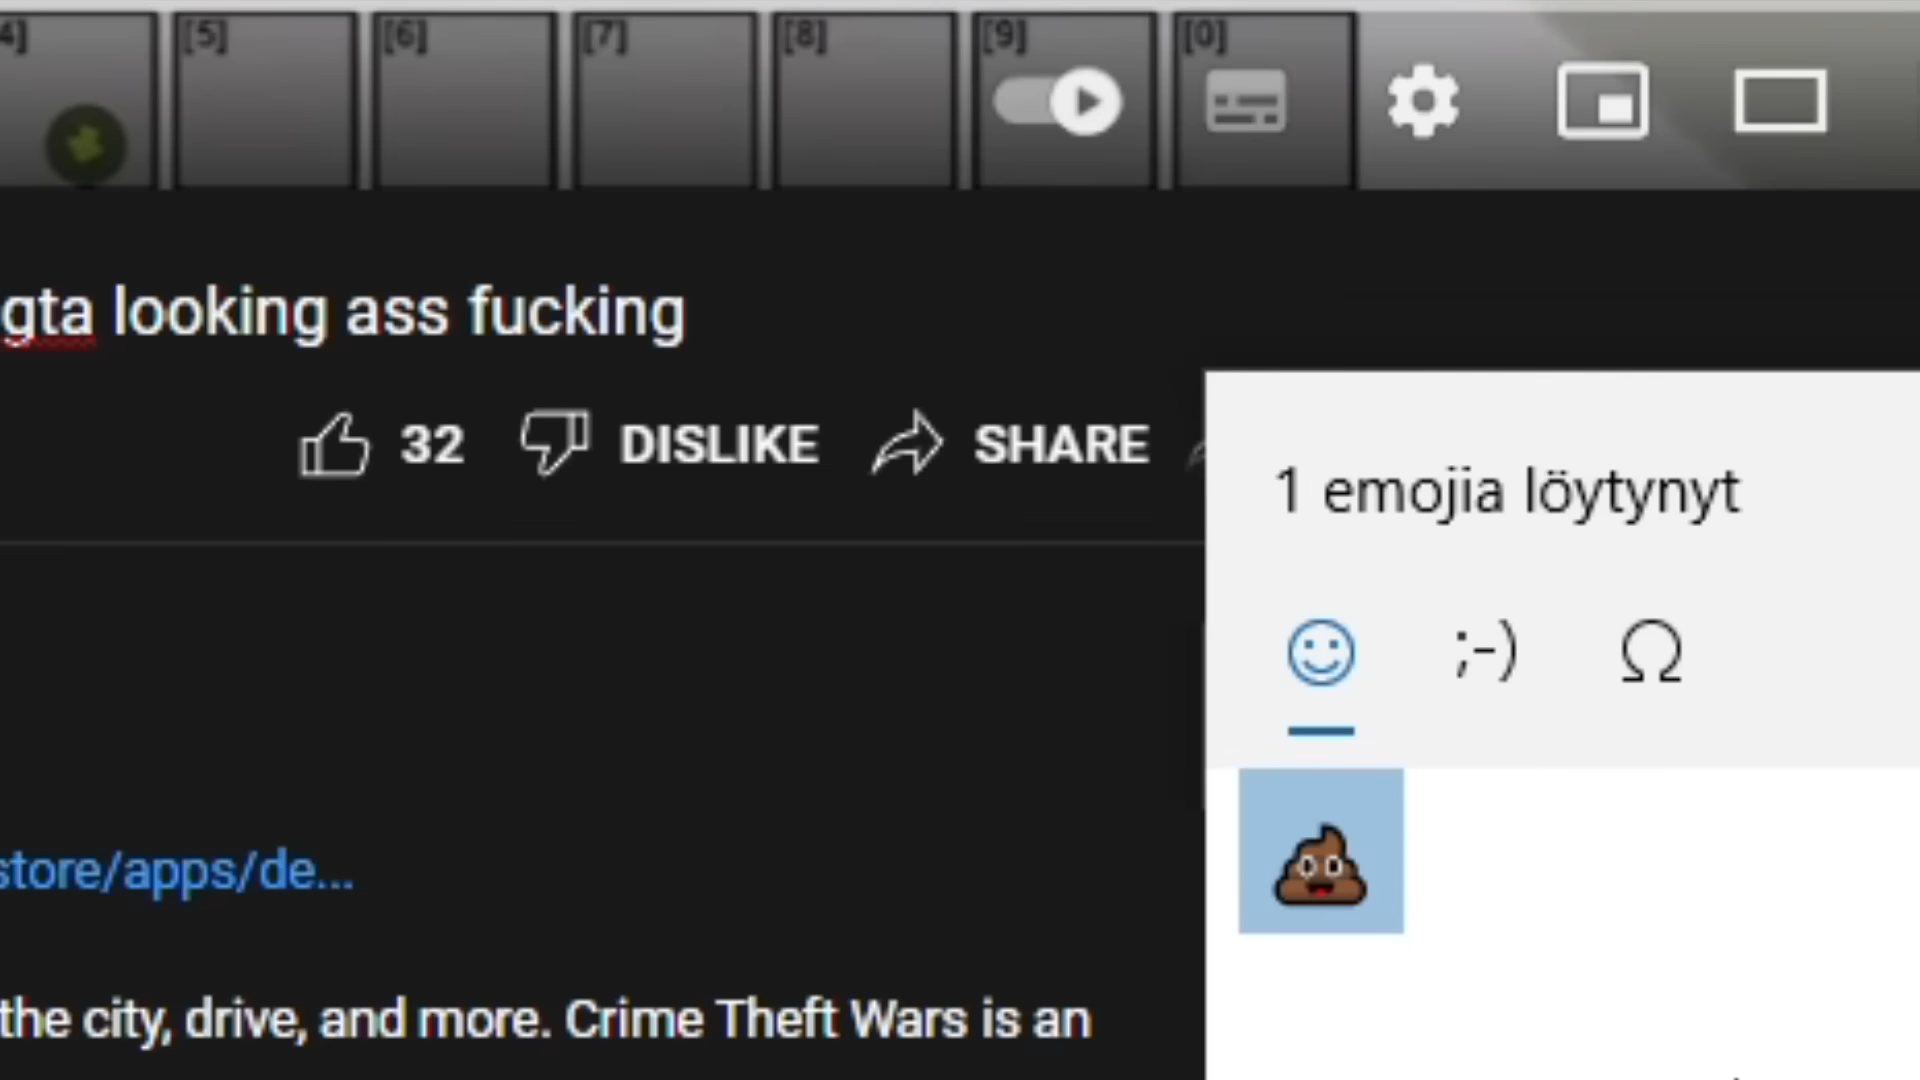 4] [5] [6] [7] [8] [9] [0]
gta looking ass fucking
32 DISLIKE SHARE
1 emojia löytynyt
;-) Ω
store/apps/de...
the city, drive, and more. Crime Theft Wars is an